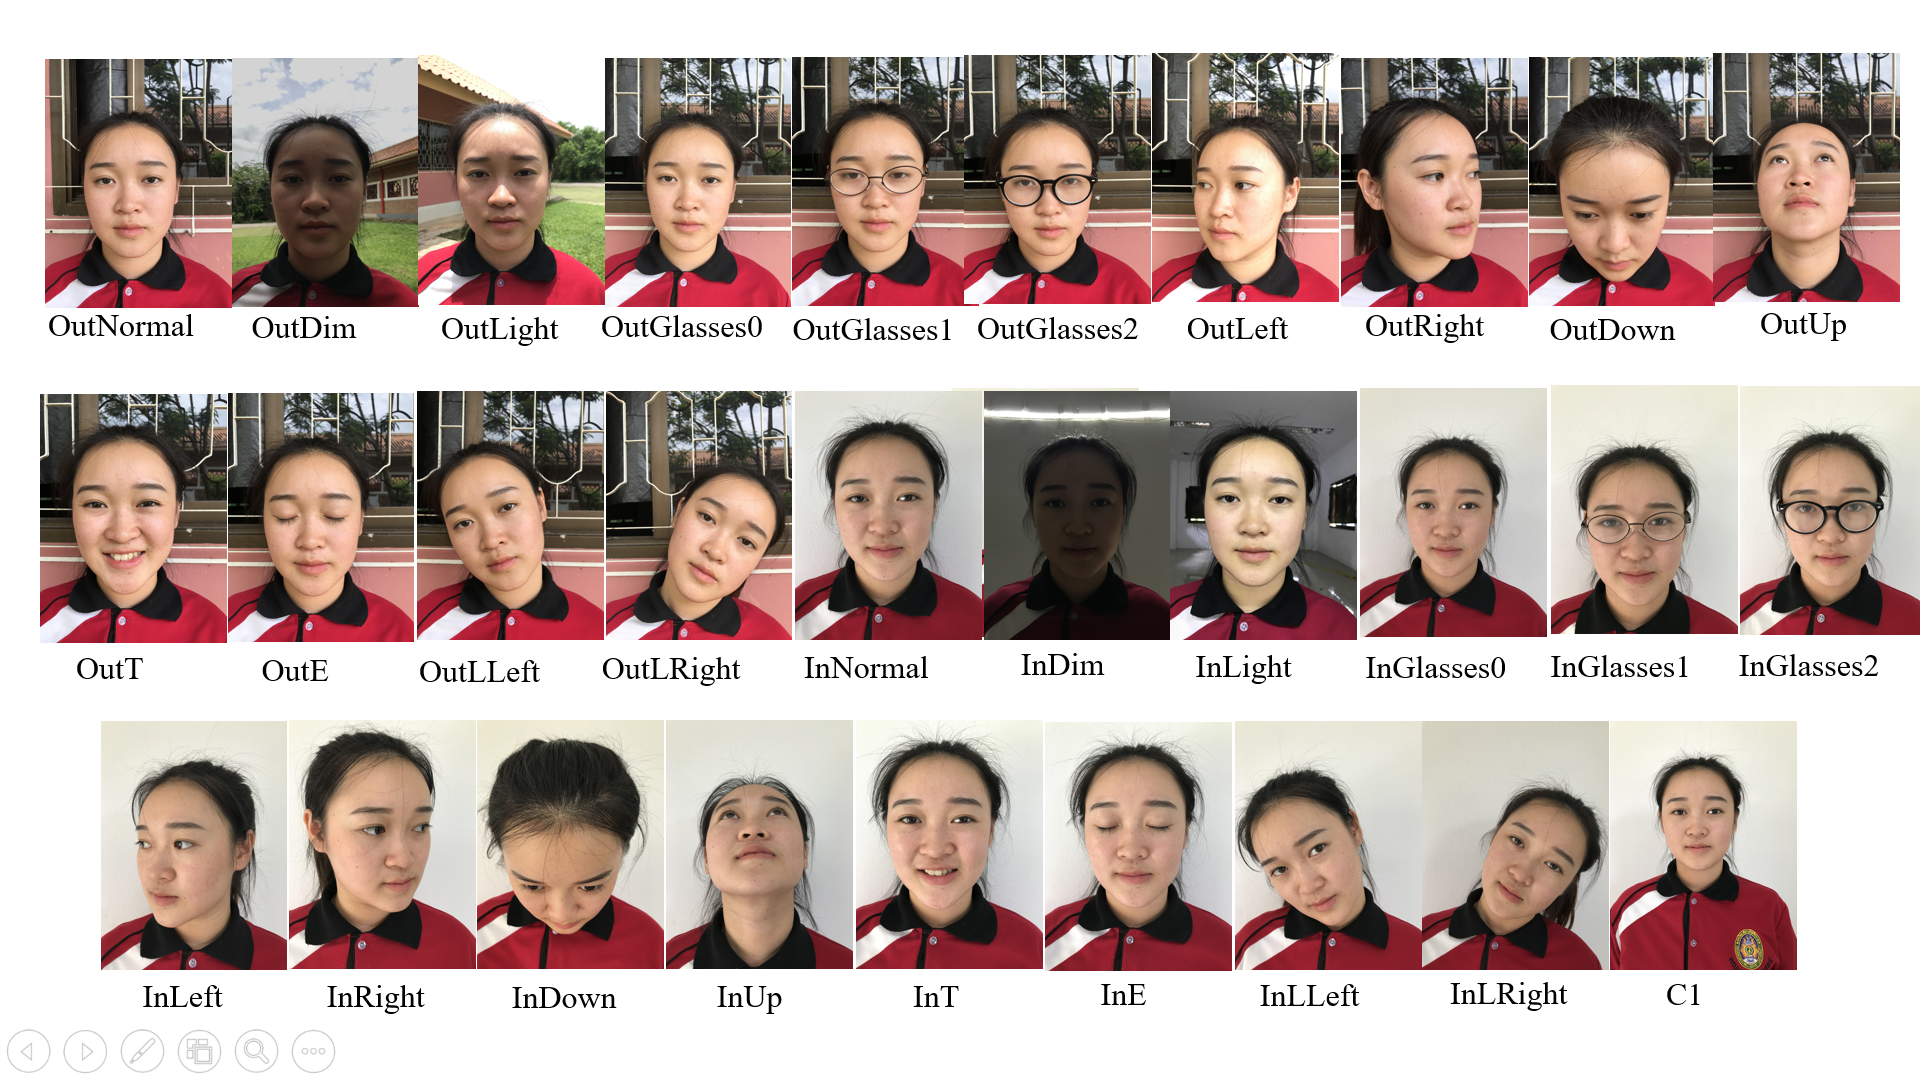 OutNormal OutDim OutLight OutGlasses0 OutGlasses1 OutGlasses2 OutLeft OutRight OutDown OutUp
OutT OutE OutLLeft OutLRight InNormal InDim InLight InGlasses0 InGlasses1 InGlasses2
InLeft InRight InDown InUp InT InE InLLeft InLRight C1